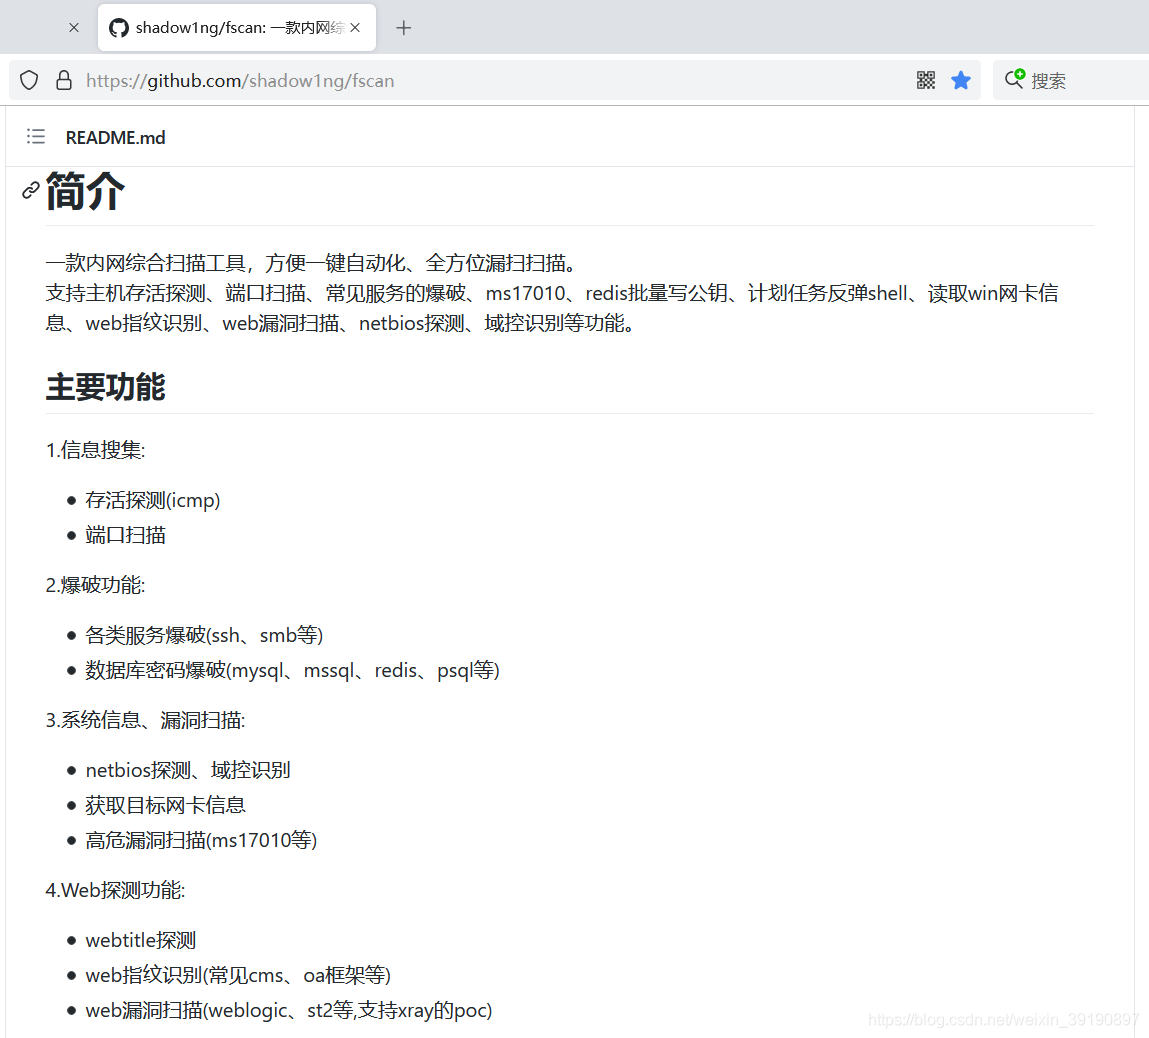 shadow1ng/fscan: 一款内网综
https://github.com/shadow1ng/fscan
搜索
README.md
简介
一款内网综合扫描工具，方便一键自动化、全方位漏扫扫描。
支持主机存活探测、端口扫描、常见服务的爆破、ms17010、redis批量写公钥、计划任务反弹shell、读取win网卡信
息、web指纹识别、web漏洞扫描、netbios探测、域控识别等功能。
主要功能
1.信息搜集:
存活探测(icmp)
端口扫描
2.爆破功能:
各类服务爆破(ssh、smb等)
数据库密码爆破(mysql、mssql、redis、psql等)
3.系统信息、漏洞扫描:
netbios探测、域控识别
获取目标网卡信息
高危漏洞扫描(ms17010等)
4.Web探测功能:
webtitle探测
web指纹识别(常见cms、oa框架等)
web漏洞扫描(weblogic、st2等,支持xray的poc)
https://blog.csdn.net/weixin_39190897